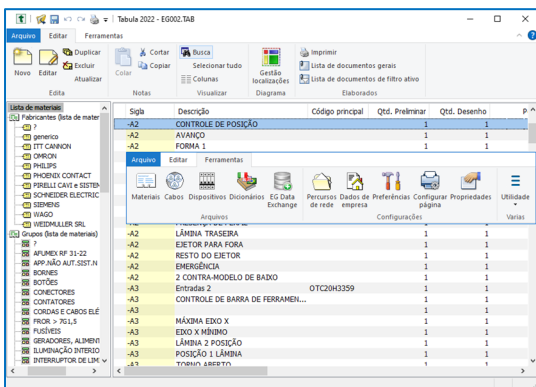 Tabula 2022 - EG002.TAB
Arquivo Editar Ferramentas
Novo Editar Duplicar Excluir Atualizar
Edita
Colar Cortar Copiar
Notas
Busca Selecionar tudo Colunas
Visualizar
Gestão localizações
Diagrama
Imprimir
Lista de documentos gerais
Lista de documentos de filtro ativo
Elaborados
Lista de materiais
Fabricantes (lista de mater
?
generico
ITT CANNON
OMRON
PHILIPS
PHOENIX CONTACT
PIRELLI CAVI e SISTEM
SCHNEIDER ELECTRIC
SIEMENS
WAGO
WEIDMULLER SRL
Grupos (lista de materiais)
?
AFUMEX RF 31-22
APP.NÃO AUT.SIST.N
BORNES
BOTÕES
CONECTORES
CONTATORES
CORDAS E CABOS ELÉ
FROR > 7G1,5
FUSÍVEIS
GERADORES, ALIMENT
ILUMINAÇÃO INTERIO
INTERRUPTOR DE LIM
Sigla Descrição Código principal Qtd. Preliminar Qtd. Desenho P
-A2 CONTROLE DE POSIÇÃO 1 1
-A2 AVANÇO 1 1
-A2 FORMA 1 1 1
Arquivo Editar Ferramentas
Materiais Cabos Dispositivos Dicionários EG Data Exchange
Arquivos
Percursos de rede Dados de empresa Preferências Configurar página Propriedades
Configurações
Utilidade
Varias
-A2 LÂMINA TRASEIRA 1 1
-A2 EJETOR PARA FORA 1 1
-A2 RESTO DO EJETOR 1 1
-A2 EMERGÊNCIA 1 1
-A2 2 CONTRA-MODELO DE BAIXO 1 1
-A3 Entradas 2 OTC20H3359 1 1
-A3 CONTROLE DE BARRA DE FERRAMEN... 1 1
-A3 1 1
-A3 MÁXIMA EIXO X 1 1
-A3 EIXO X MÍNIMO 1 1
-A3 LÂMINA 2 POSIÇÃO 1 1
-A3 POSIÇÃO 1 LÂMINA 1 1
-A3 TORNO ABERTO 1 1